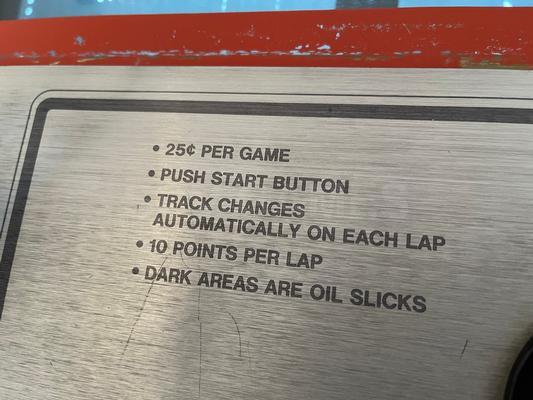 • 25¢ PER GAME
• PUSH START BUTTON
• TRACK CHANGES
AUTOMATICALLY ON EACH LAP
• 10 POINTS PER LAP
• DARK AREAS ARE OIL SLICKS